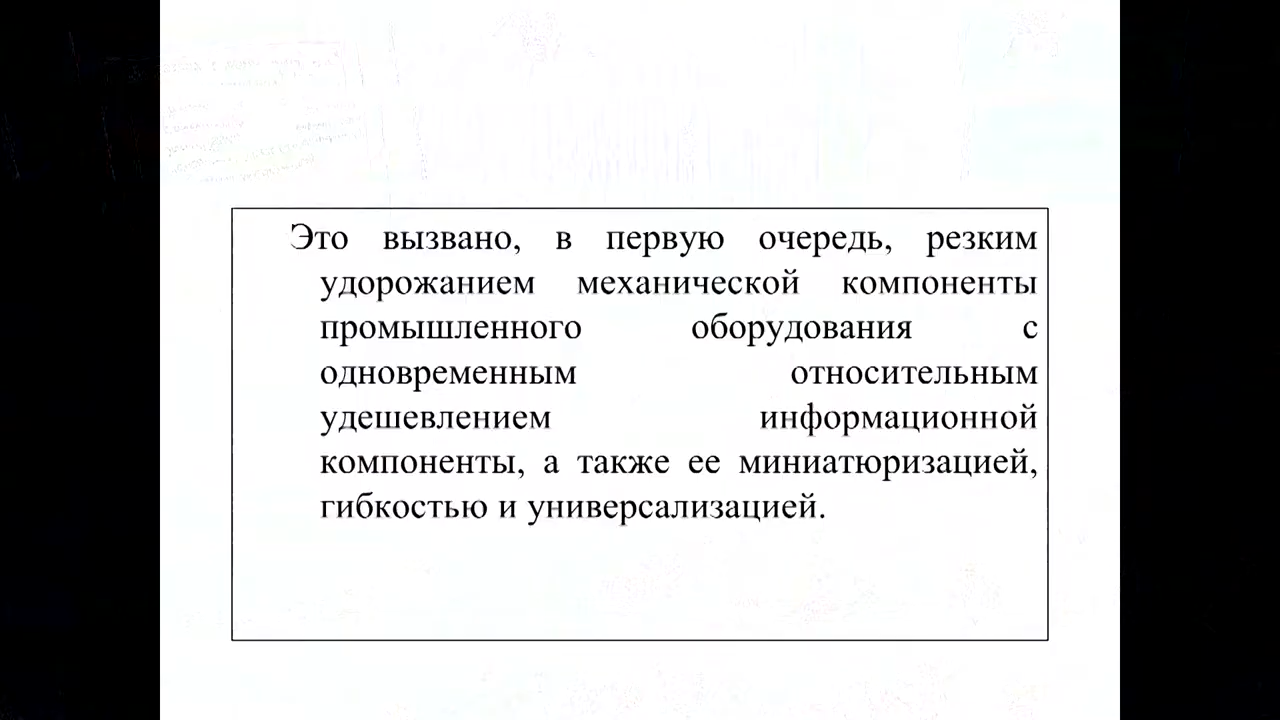 Это вызвано, в первую очередь, резким
удорожанием механической компоненты
промышленного оборудования с
одновременным относительным
удешевлением информационной
компоненты, а также ее миниатюризацией,
гибкостью и универсализацией.